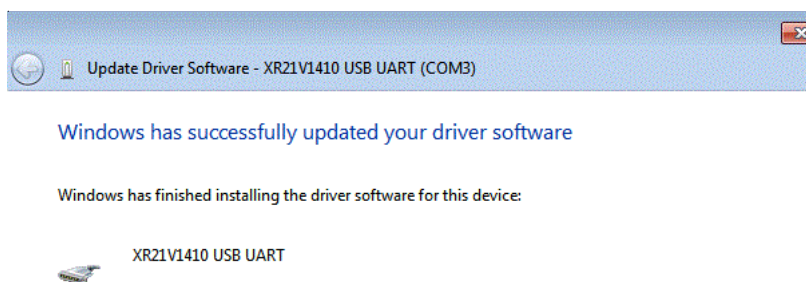 Update Driver Software - XR21V1410 USB UART (COM3)
Windows has successfully updated your driver software
Windows has finished installing the driver software for this device:
XR21V1410 USB UART